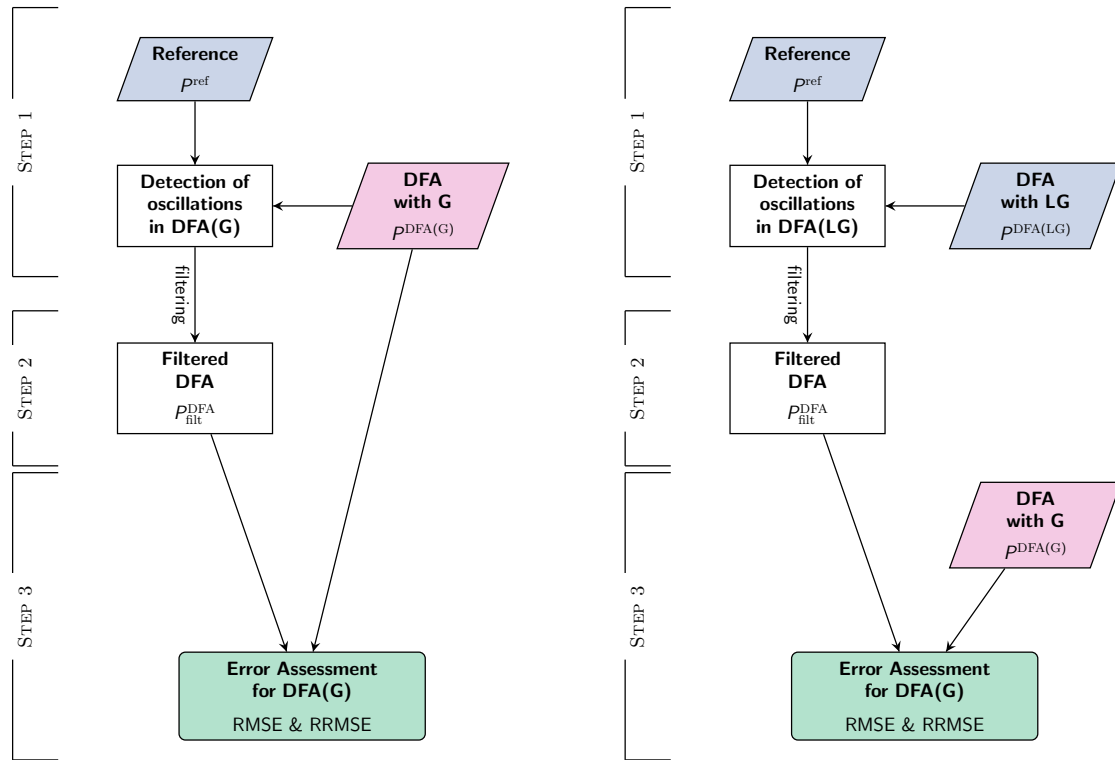 STEP 1
Reference
P^ref
Detection of
oscillations
in DFA(G)
DFA
with G
P^DFA(G)
filtering
STEP 2
Filtered
DFA
P^DFA_filt
STEP 3
Error Assessment
for DFA(G)
RMSE & RRMSE
STEP 1
Reference
P^ref
Detection of
oscillations
in DFA(LG)
DFA
with LG
P^DFA(LG)
filtering
STEP 2
Filtered
DFA
P^DFA_filt
STEP 3
DFA
with G
P^DFA(G)
Error Assessment
for DFA(G)
RMSE & RRMSE